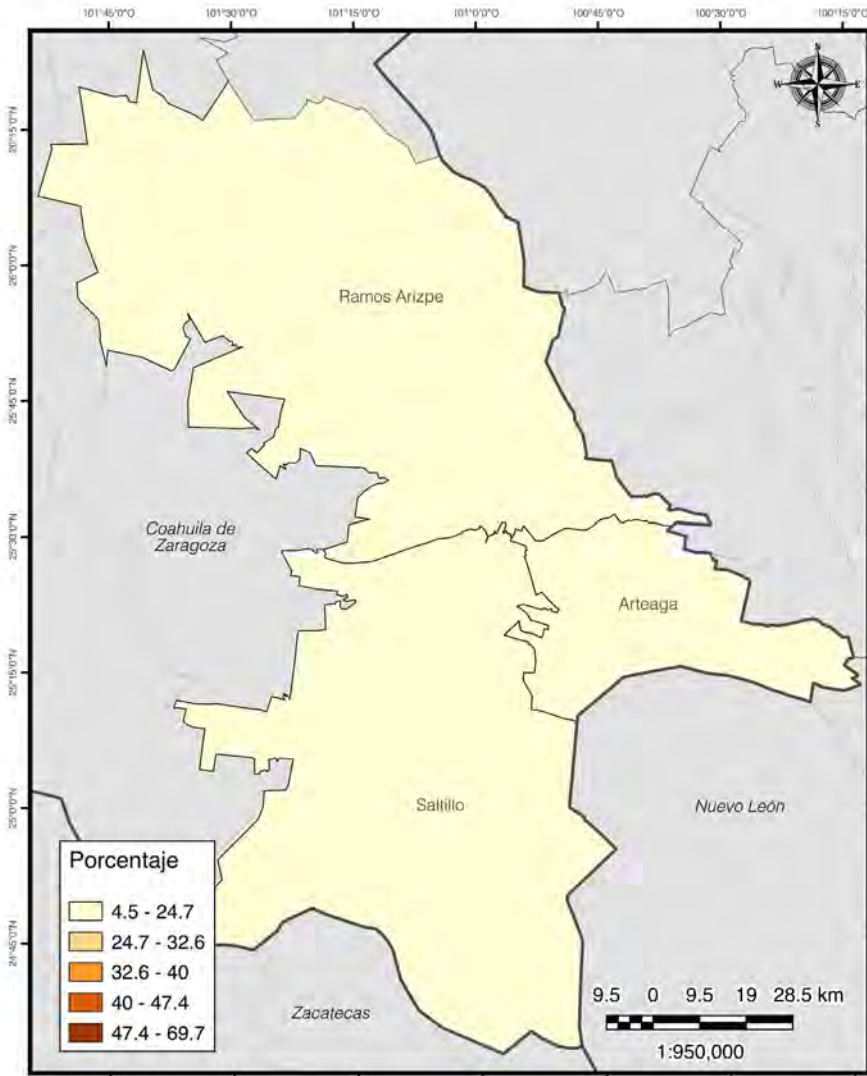 101°45'0"O 101°30'0"O 101°15'0"O 101°0'0"O 100°45'0"O 100°30'0"O 100°15'0"O
N
W E
S
26°15'0"N
26°0'0"N
Ramos Arizpe
25°45'0"N
25°30'0"N
Coahuila de
Zaragoza
Arteaga
25°15'0"N
25°0'0"N
Saltillo
Nuevo León
24°45'0"N
Zacatecas
Porcentaje
4.5 - 24.7
24.7 - 32.6
32.6 - 40
40 - 47.4
47.4 - 69.7
9.5 0 9.5 19 28.5 km
1:950,000